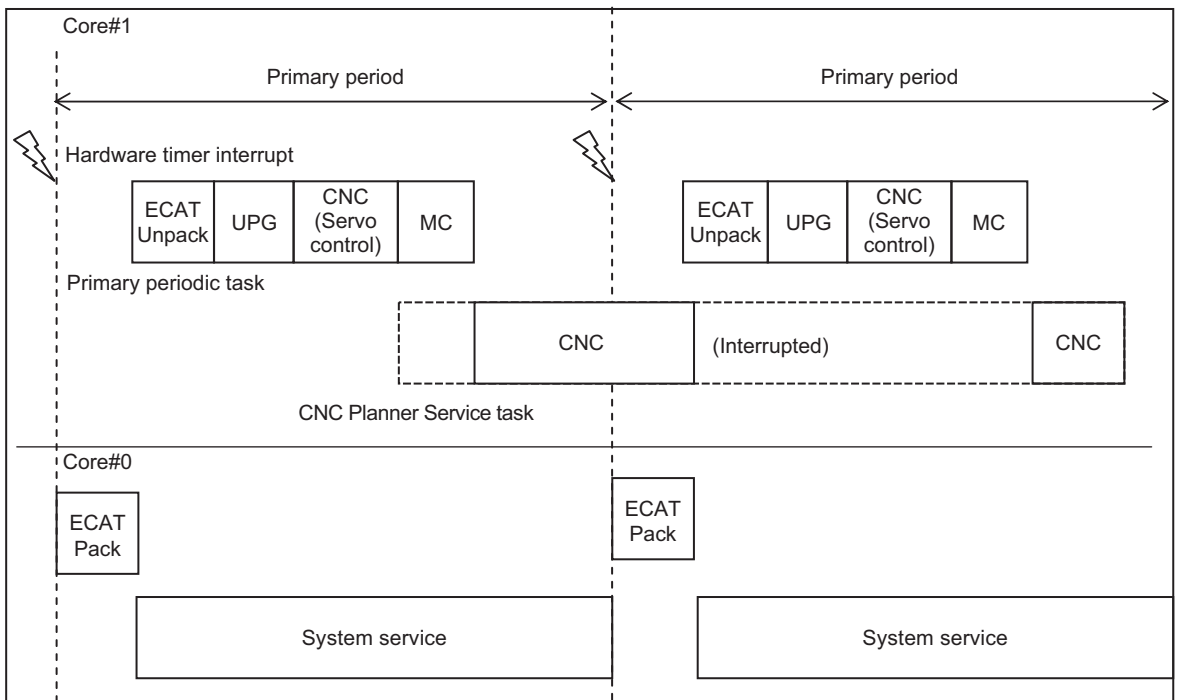 Core#1
Primary period
Primary period
Hardware timer interrupt
ECAT
Unpack
UPG
CNC
(Servo
control)
MC
ECAT
Unpack
UPG
CNC
(Servo
control)
MC
Primary periodic task
CNC
(Interrupted)
CNC
CNC Planner Service task
Core#0
ECAT
Pack
ECAT
Pack
System service
System service